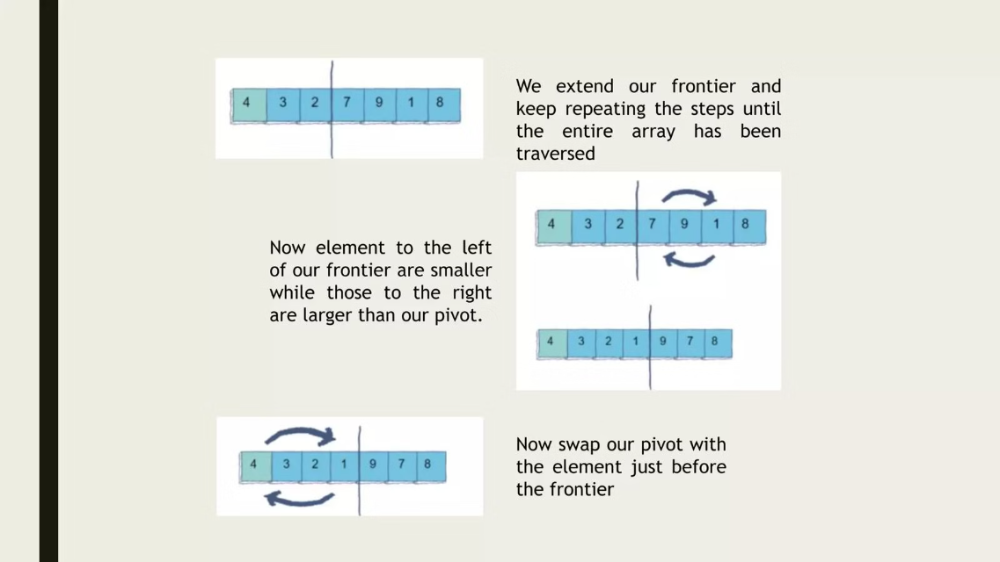 4 3 2 7 9 1 8
We extend our frontier and
keep repeating the steps until
the entire array has been
traversed
4 3 2 7 9 1 8
Now element to the left
of our frontier are smaller
while those to the right
are larger than our pivot.
4 3 2 1 9 7 8
4 3 2 1 9 7 8
Now swap our pivot with
the element just before
the frontier